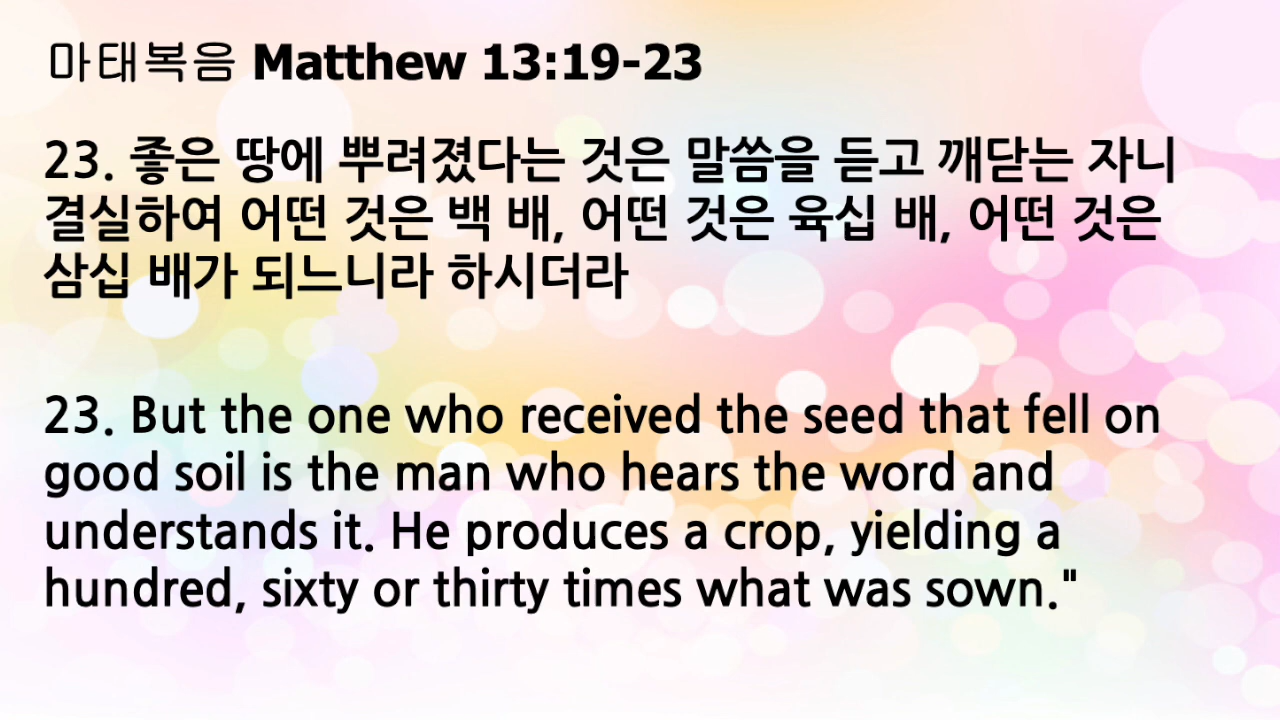 마태복음 Matthew 13:19-23
23. 좋은 땅에 뿌려졌다는 것은 말씀을 듣고 깨닫는 자니
결실하여 어떤 것은 백 배, 어떤 것은 육십 배, 어떤 것은
삼십 배가 되느니라 하시더라
23. But the one who received the seed that fell on
good soil is the man who hears the word and
understands it. He produces a crop, yielding a
hundred, sixty or thirty times what was sown."